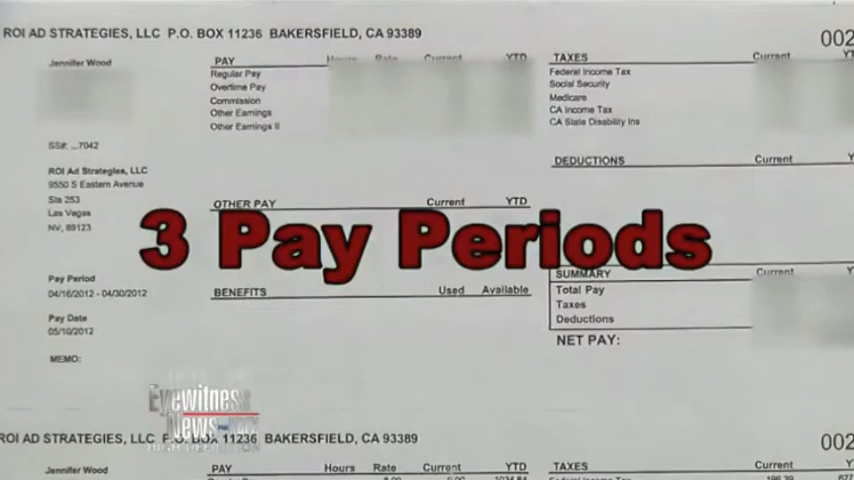 ROI AD STRATEGIES, LLC P.O. BOX 11236 BAKERSFIELD, CA 93389 002
Jennifer Wood
PAY Hours Rate Current YTD
Regular Pay
Overtime Pay
Commission
Other Earnings
Other Earnings II
TAXES Current
Federal Income Tax
Social Security
Medicare
CA Income Tax
CA State Disability Ins
SS#: ...7042
ROI Ad Strategies, LLC
9550 S Eastern Avenue
Ste 253
Las Vegas
NV, 89123
DEDUCTIONS Current Y
OTHER PAY Current YTD
3 Pay Periods
Pay Period
04/16/2012 - 04/30/2012
Pay Date
05/10/2012
MEMO:
BENEFITS Used Available
SUMMARY Current Y
Total Pay
Taxes
Deductions
NET PAY:
Eyewitness
News
ROI AD STRATEGIES, LLC P.O. BOX 11236 BAKERSFIELD, CA 93389 002
Jennifer Wood
PAY Hours Rate Current YTD
TAXES Current Y